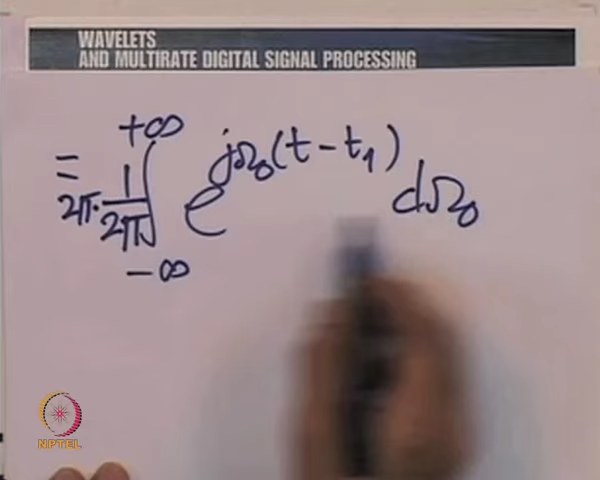 WAVELETS
AND MULTIRATE DIGITAL SIGNAL PROCESSING
= 2π · 1/2π ∫_{-∞}^{+∞} e^{jΩ₀(t - t₁)} dΩ₀
NPTEL